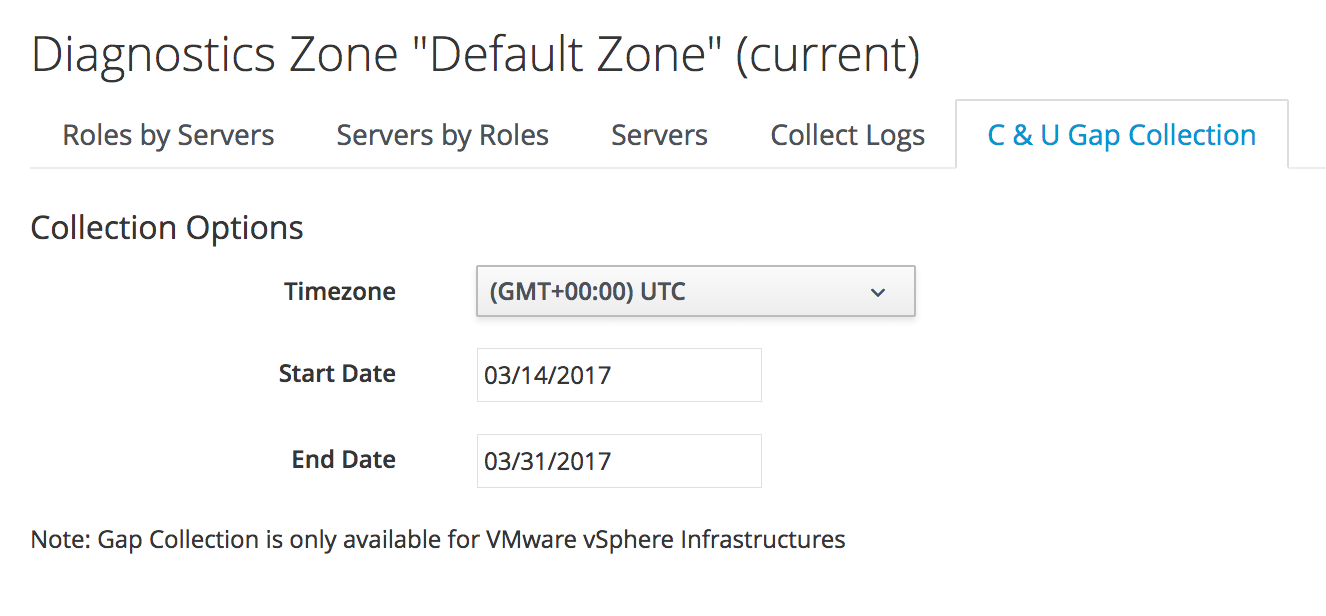 Diagnostics Zone "Default Zone" (current)
Roles by Servers Servers by Roles Servers Collect Logs C & U Gap Collection
Collection Options
Timezone (GMT+00:00) UTC
Start Date 03/14/2017
End Date 03/31/2017
Note: Gap Collection is only available for VMware vSphere Infrastructures